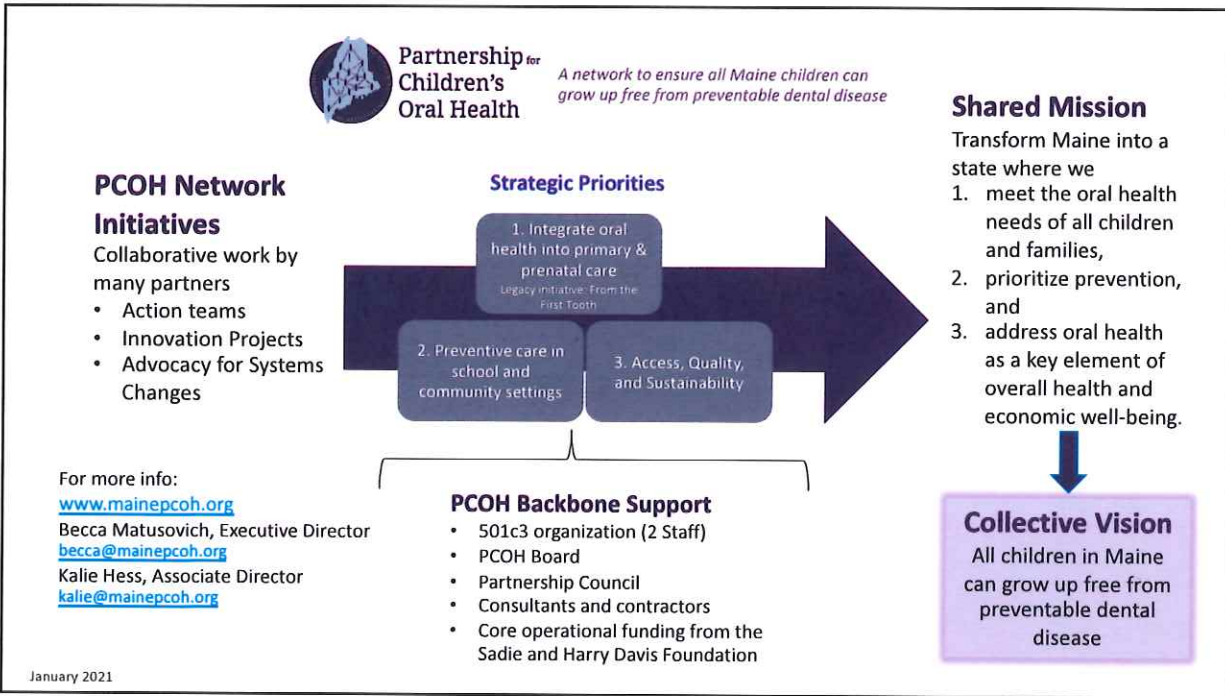 Partnership for
Children's
Oral Health
A network to ensure all Maine children can
grow up free from preventable dental disease
PCOH Network
Initiatives
Collaborative work by
many partners
• Action teams
• Innovation Projects
• Advocacy for Systems
Changes
Strategic Priorities
1. Integrate oral
health into primary &
prenatal care
Legacy initiative: From the
First Tooth
2. Preventive care in
school and
community settings
3. Access, Quality,
and Sustainability
Shared Mission
Transform Maine into a
state where we
1. meet the oral health
needs of all children
and families,
2. prioritize prevention,
and
3. address oral health
as a key element of
overall health and
economic well-being.
For more info:
www.mainepcoh.org
Becca Matusovich, Executive Director
becca@mainepcoh.org
Kalie Hess, Associate Director
kalie@mainepcoh.org
PCOH Backbone Support
• 501c3 organization (2 Staff)
• PCOH Board
• Partnership Council
• Consultants and contractors
• Core operational funding from the
Sadie and Harry Davis Foundation
Collective Vision
All children in Maine
can grow up free from
preventable dental
disease
January 2021